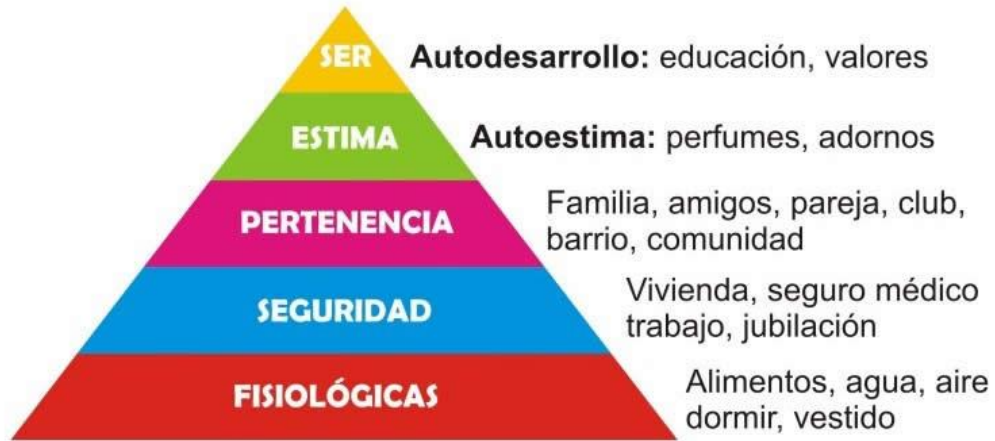 SER
Autodesarrollo: educación, valores
ESTIMA
Autoestima: perfumes, adornos
PERTENENCIA
Familia, amigos, pareja, club,
barrio, comunidad
SEGURIDAD
Vivienda, seguro médico
trabajo, jubilación
FISIOLÓGICAS
Alimentos, agua, aire
dormir, vestido